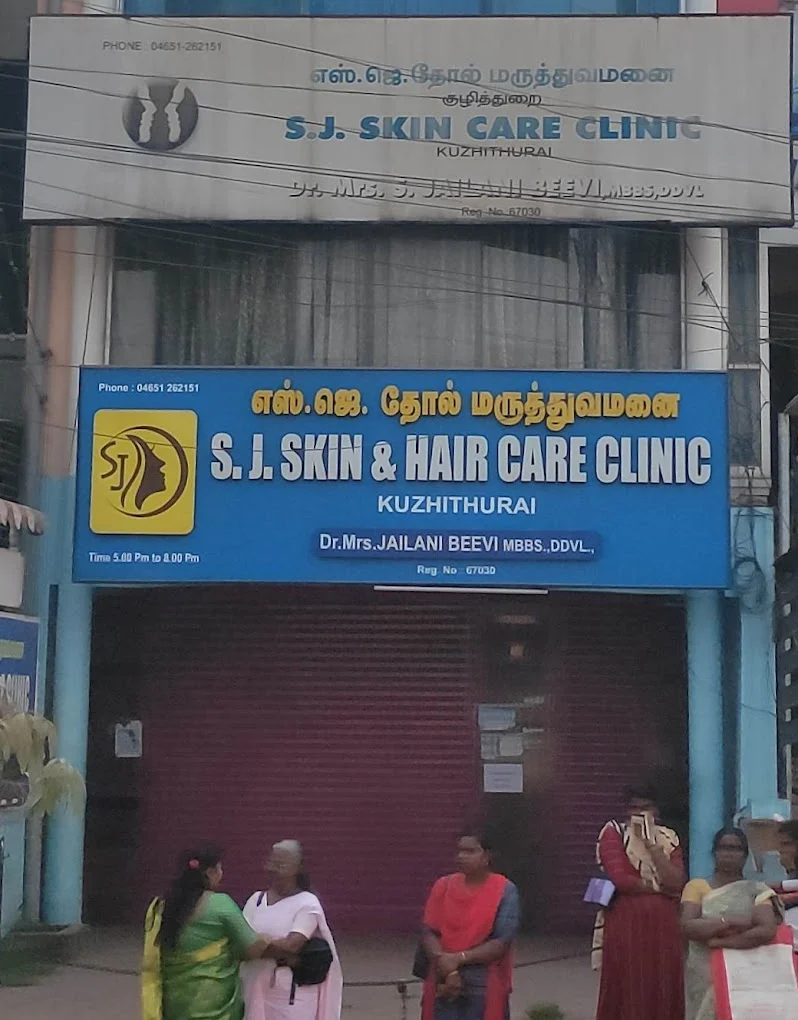 PHONE : 04651-262151
எஸ்.ஜெ.தோல் மருத்துவமனை
குழித்துறை
S.J. SKIN CARE CLINIC
KUZHITHURAI
Dr. Mrs. S. JAILANI BEEVI,MBBS,DDVL
Reg. No. 67030
Phone : 04651 262151
எஸ்.ஜெ. தோல் மருத்துவமனை
SJ
S. J. SKIN & HAIR CARE CLINIC
KUZHITHURAI
Dr.Mrs.JAILANI BEEVI MBBS.,DDVL.,
Time 5.00 Pm to 8.00 Pm
Reg. No : 67030